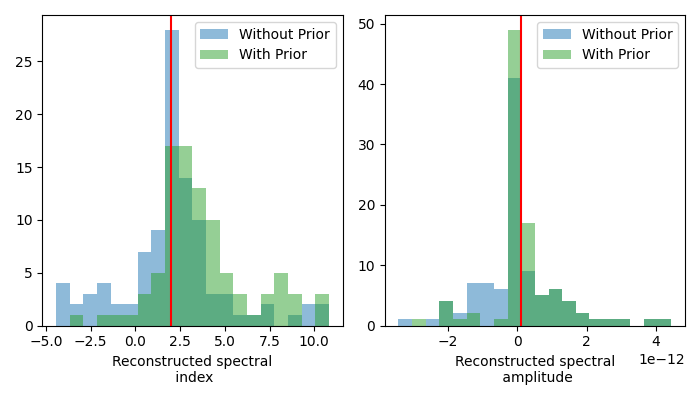 Without Prior
With Prior
25
20
15
10
5
0
−5.0 −2.5 0.0 2.5 5.0 7.5 10.0
Reconstructed spectral
index
Without Prior
With Prior
50
40
30
20
10
0
−2 0 2 4
1e−12
Reconstructed spectral
amplitude